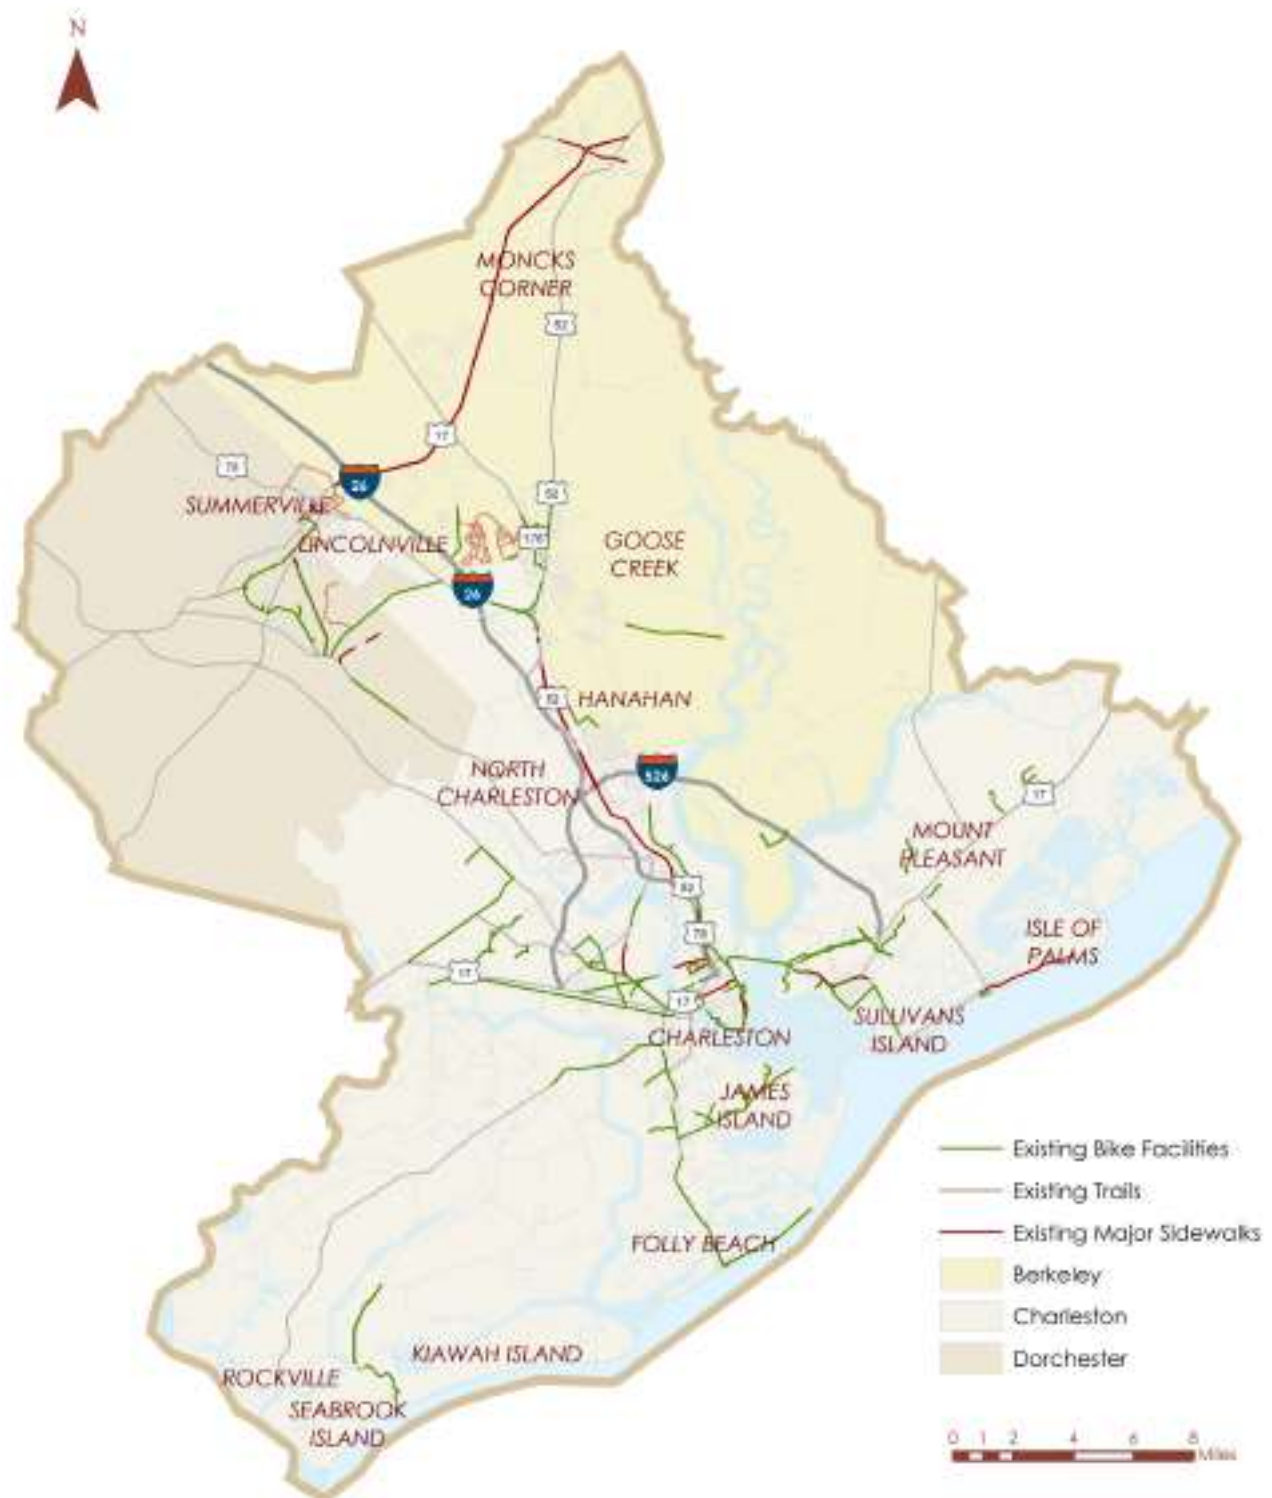 N
MONCKS
CORNER
52
17
78
26
SUMMERVILLE
52
LINCOLNVILLE
176
GOOSE
CREEK
26
52
HANAHAN
526
NORTH
CHARLESTON
17
MOUNT
PLEASANT
52
78
ISLE OF
PALMS
17
17
SULLIVANS
ISLAND
CHARLESTON
JAMES
ISLAND
Existing Bike Facilities
Existing Trails
Existing Major Sidewalks
FOLLY BEACH
Berkeley
Charleston
Dorchester
KIAWAH ISLAND
ROCKVILLE
SEABROOK
ISLAND
0 1 2 4 6 8
Miles